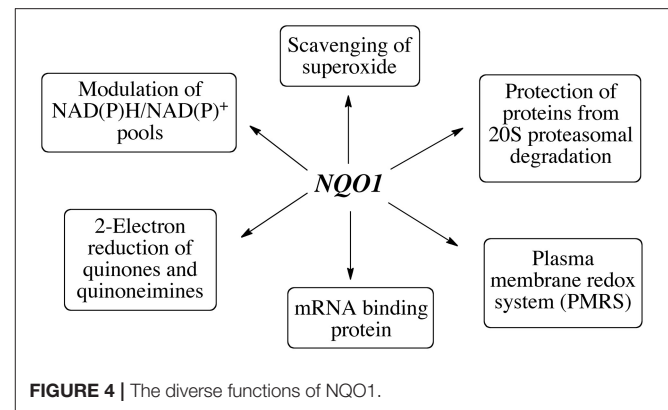 Scavenging of
superoxide
Modulation of
NAD(P)H/NAD(P)⁺
pools
Protection of
proteins from
20S proteasomal
degradation
NQO1
2-Electron
reduction of
quinones and
quinoneimines
mRNA binding
protein
Plasma
membrane redox
system (PMRS)
FIGURE 4 | The diverse functions of NQO1.